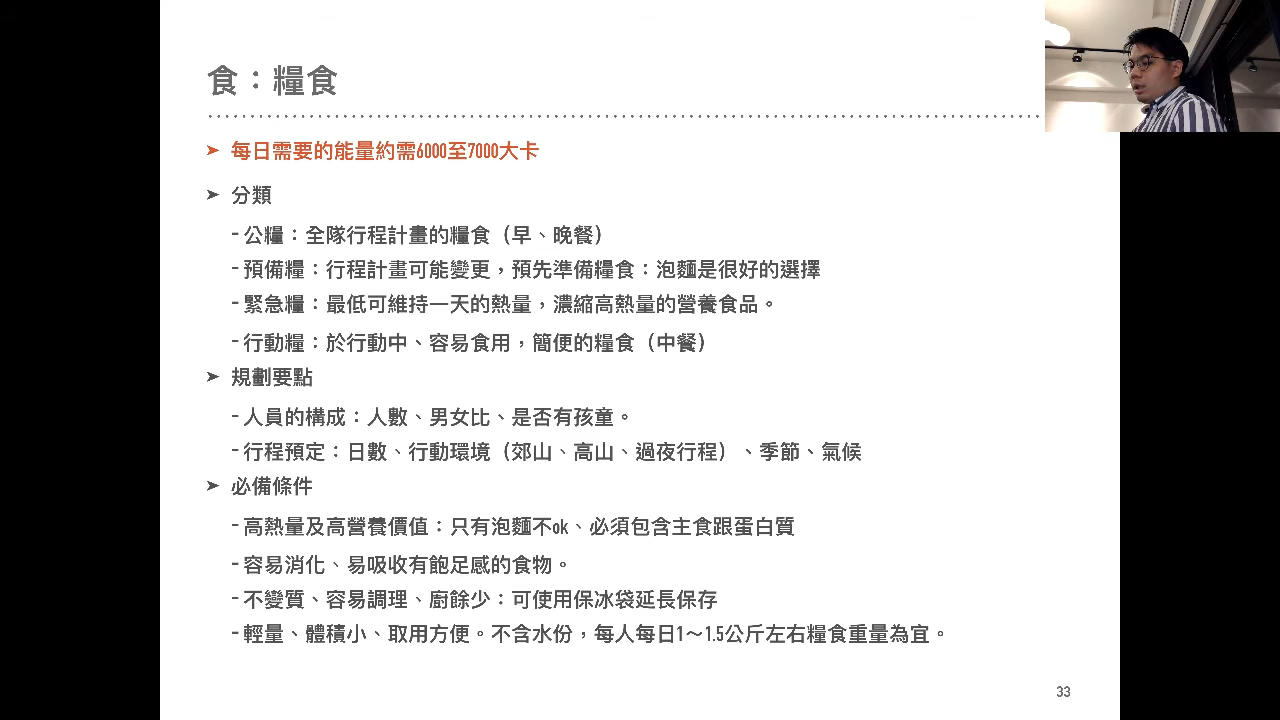 食：糧食
➤ 每日需要的能量約需6000至7000大卡
➤ 分類
-公糧：全隊行程計畫的糧食（早、晚餐）
-預備糧：行程計畫可能變更，預先準備糧食：泡麵是很好的選擇
-緊急糧：最低可維持一天的熱量，濃縮高熱量的營養食品。
-行動糧：於行動中、容易食用，簡便的糧食（中餐）
➤ 規劃要點
-人員的構成：人數、男女比、是否有孩童。
-行程預定：日數、行動環境（郊山、高山、過夜行程）、季節、氣候
➤ 必備條件
-高熱量及高營養價值：只有泡麵不ok、必須包含主食跟蛋白質
-容易消化、易吸收有飽足感的食物。
-不變質、容易調理、廚餘少：可使用保冰袋延長保存
-輕量、體積小、取用方便。不含水份，每人每日1～1.5公斤左右糧食重量為宜。
33